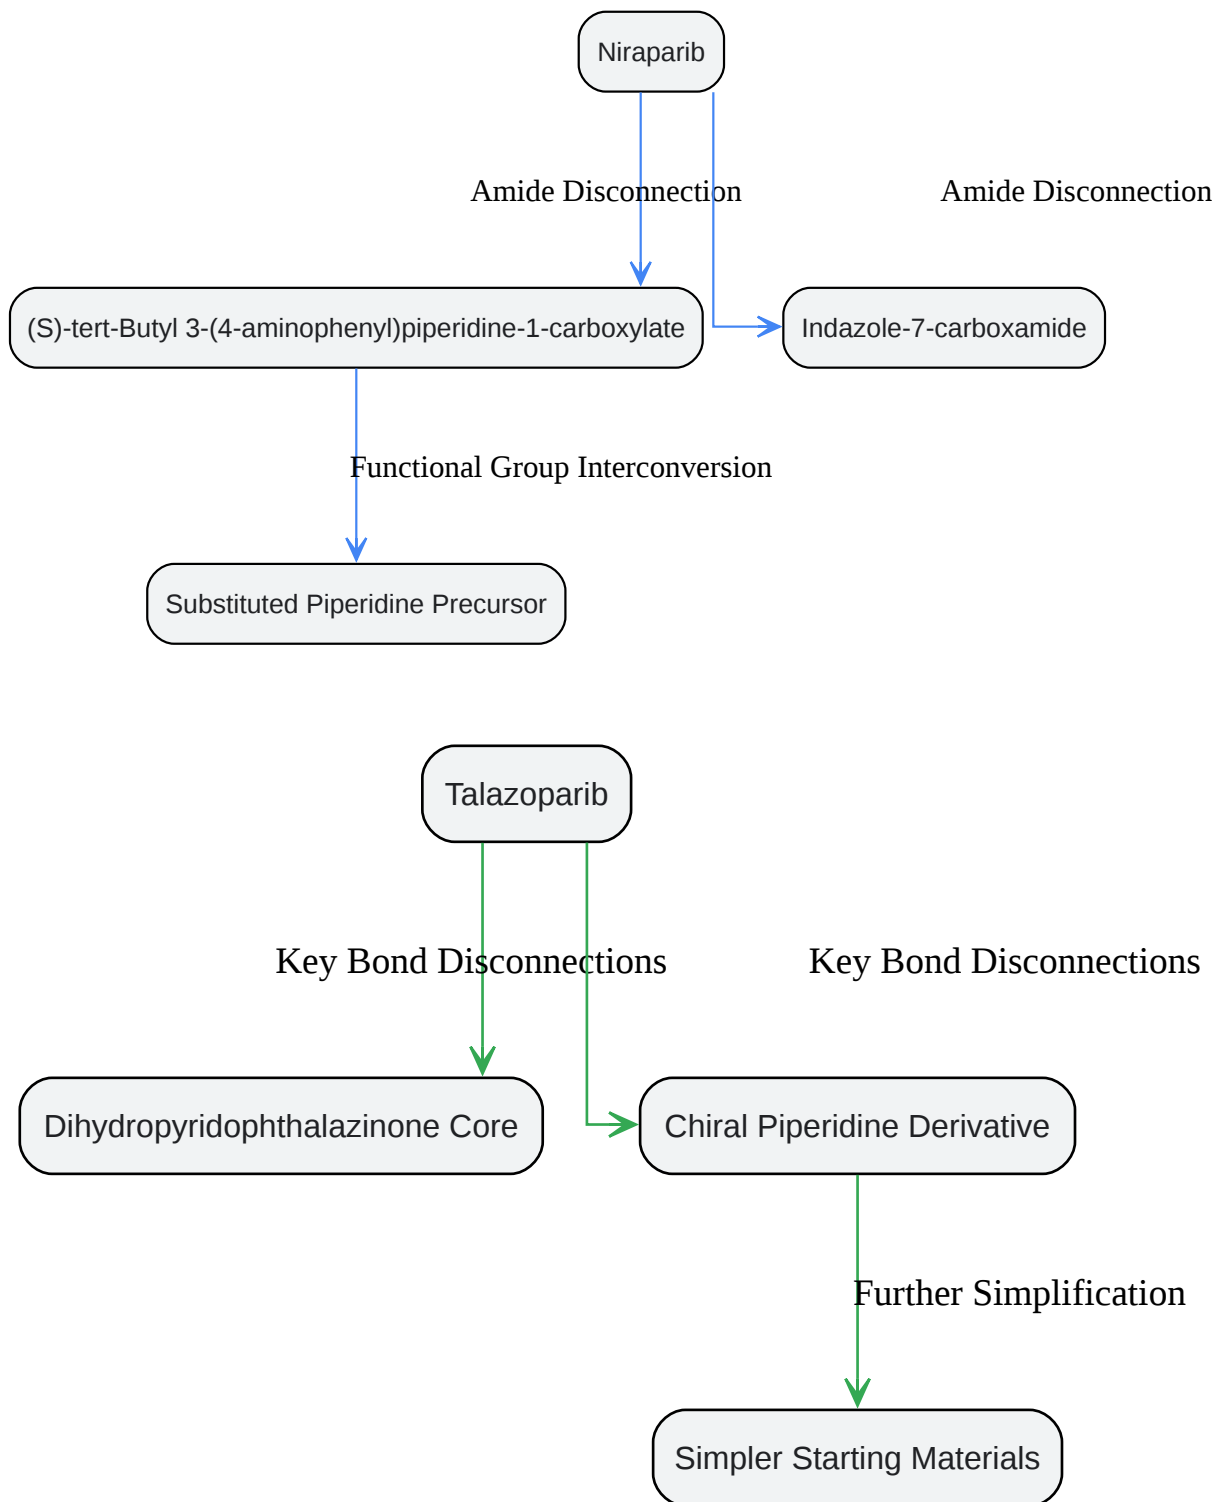 Niraparib
Amide Disconnection
Amide Disconnection
(S)-tert-Butyl 3-(4-aminophenyl)piperidine-1-carboxylate
Indazole-7-carboxamide
Functional Group Interconversion
Substituted Piperidine Precursor
Talazoparib
Key Bond Disconnections
Key Bond Disconnections
Dihydropyridophthalazinone Core
Chiral Piperidine Derivative
Further Simplification
Simpler Starting Materials